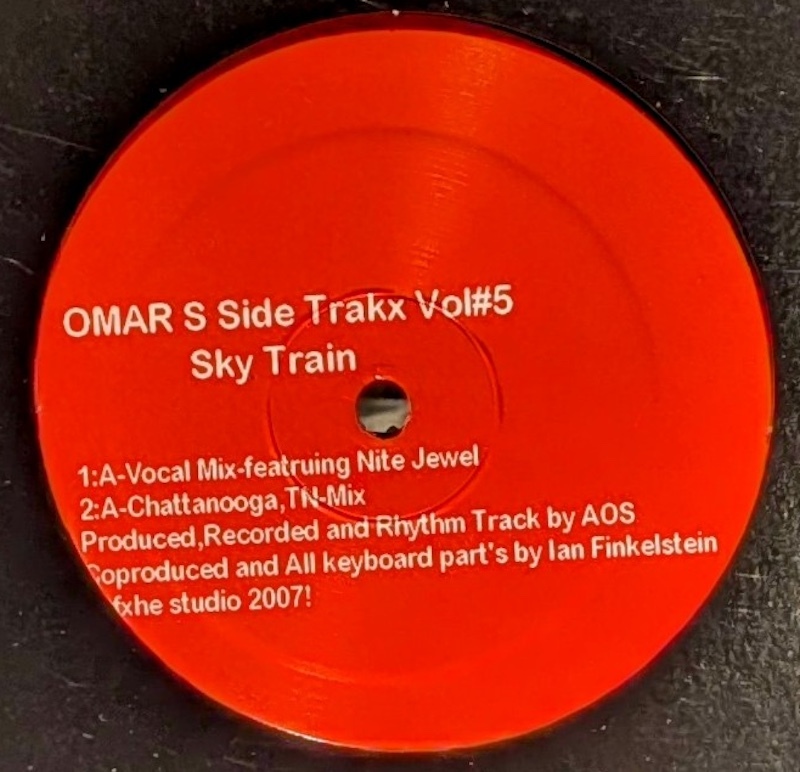 OMAR S Side Trakx Vol#5
Sky Train
1:A-Vocal Mix-featruing Nite Jewel
2:A-Chattanooga,TN-Mix
Produced,Recorded and Rhythm Track by AOS
Coproduced and All keyboard part's by Ian Finkelstein
fxhe studio 2007!